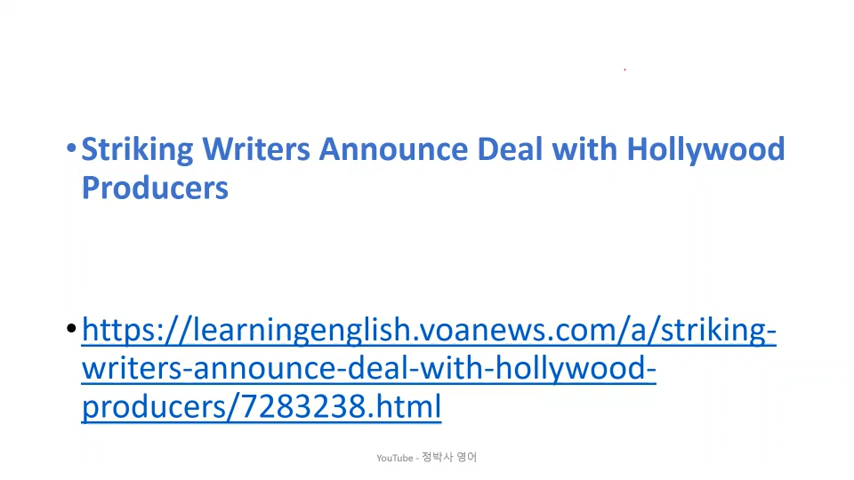 •Striking Writers Announce Deal with Hollywood
Producers
•https://learningenglish.voanews.com/a/striking-
writers-announce-deal-with-hollywood-
producers/7283238.html
YouTube - 정박사 영어